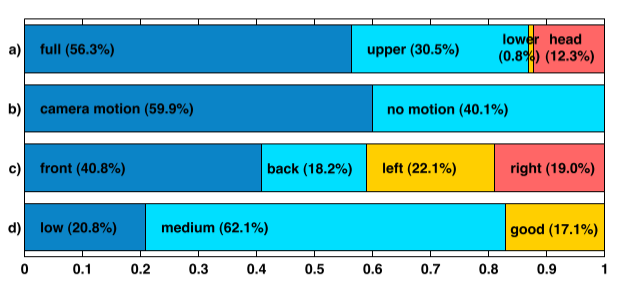 a) full (56.3%) upper (30.5%) lower (0.8%) head (12.3%)
b) camera motion (59.9%) no motion (40.1%)
c) front (40.8%) back (18.2%) left (22.1%) right (19.0%)
d) low (20.8%) medium (62.1%) good (17.1%)
0 0.1 0.2 0.3 0.4 0.5 0.6 0.7 0.8 0.9 1